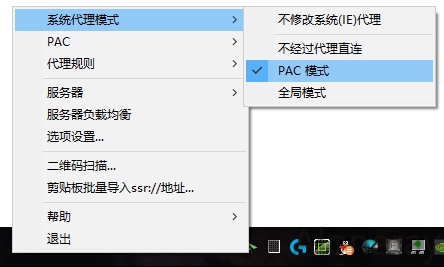 系统代理模式
PAC
代理规则
服务器
服务器负载均衡
选项设置...
二维码扫描...
剪贴板批量导入ssr://地址...
帮助
退出
不修改系统(IE)代理
不经过代理直连
PAC 模式
全局模式